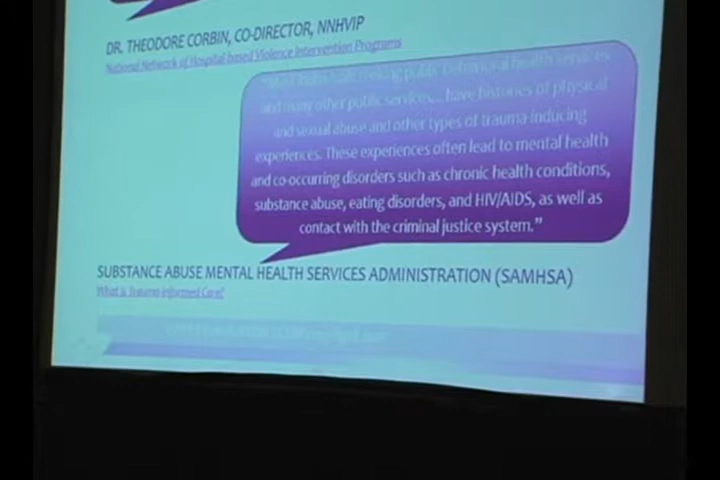 DR. THEODORE CORBIN, CO-DIRECTOR, NNHVIP
National Network of Hospital-based Violence Intervention Programs
"Most individuals seeking public behavioral health services
and many other public services... have histories of physical
and sexual abuse and other types of trauma-inducing
experiences. These experiences often lead to mental health
and co-occurring disorders such as chronic health conditions,
substance abuse, eating disorders, and HIV/AIDS, as well as
contact with the criminal justice system."
SUBSTANCE ABUSE MENTAL HEALTH SERVICES ADMINISTRATION (SAMHSA)
What is Trauma Informed Care?